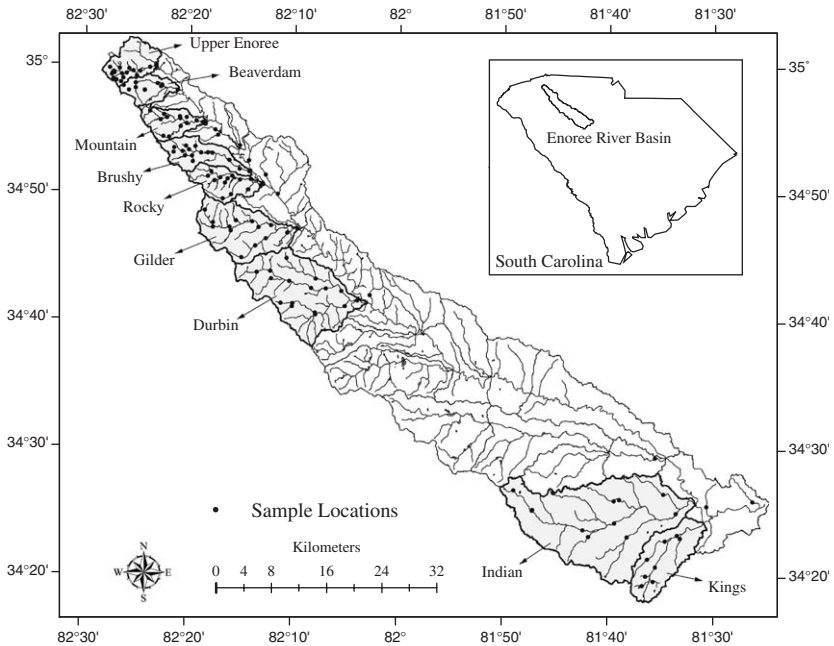 82°30' 82°20' 82°10' 82° 81°50' 81°40' 81°30'
Upper Enoree
35°
35°
Beaverdam
Enoree River Basin
Mountain
Brushy
34°50'
34°50'
Rocky
Gilder
South Carolina
Durbin
34°40'
34°40'
34°30'
34°30'
Sample Locations
Kilometers
N
W E
S
0 4 8 16 24 32
Indian
Kings
34°20'
34°20'
82°30' 82°20' 82°10' 82° 81°50' 81°40' 81°30'